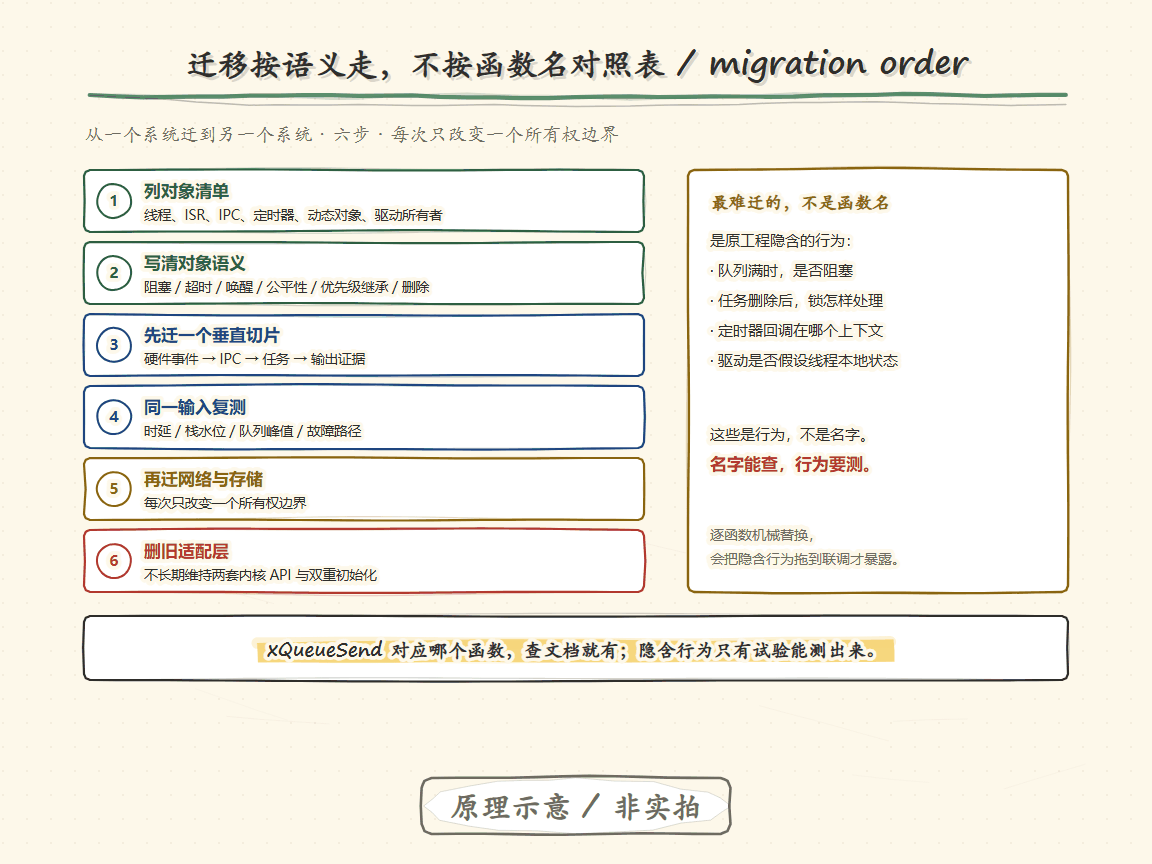 迁移按语义走，不按函数名对照表 / migration order
从一个系统迁到另一个系统 · 六步 · 每次只改变一个所有权边界
1
列对象清单
线程、ISR、IPC、定时器、动态对象、驱动所有者
2
写清对象语义
阻塞 / 超时 / 唤醒 / 公平性 / 优先级继承 / 删除
3
先迁一个垂直切片
硬件事件 → IPC → 任务 → 输出证据
4
同一输入复测
时延 / 栈水位 / 队列峰值 / 故障路径
5
再迁网络与存储
每次只改变一个所有权边界
6
删旧适配层
不长期维持两套内核 API 与双重初始化
最难迁的，不是函数名
是原工程隐含的行为：
· 队列满时，是否阻塞
· 任务删除后，锁怎样处理
· 定时器回调在哪个上下文
· 驱动是否假设线程本地状态
这些是行为，不是名字。
名字能查，行为要测。
逐函数机械替换，
会把隐含行为拖到联调才暴露。
xQueueSend 对应哪个函数，查文档就有；隐含行为只有试验能测出来。
原理示意 / 非实拍